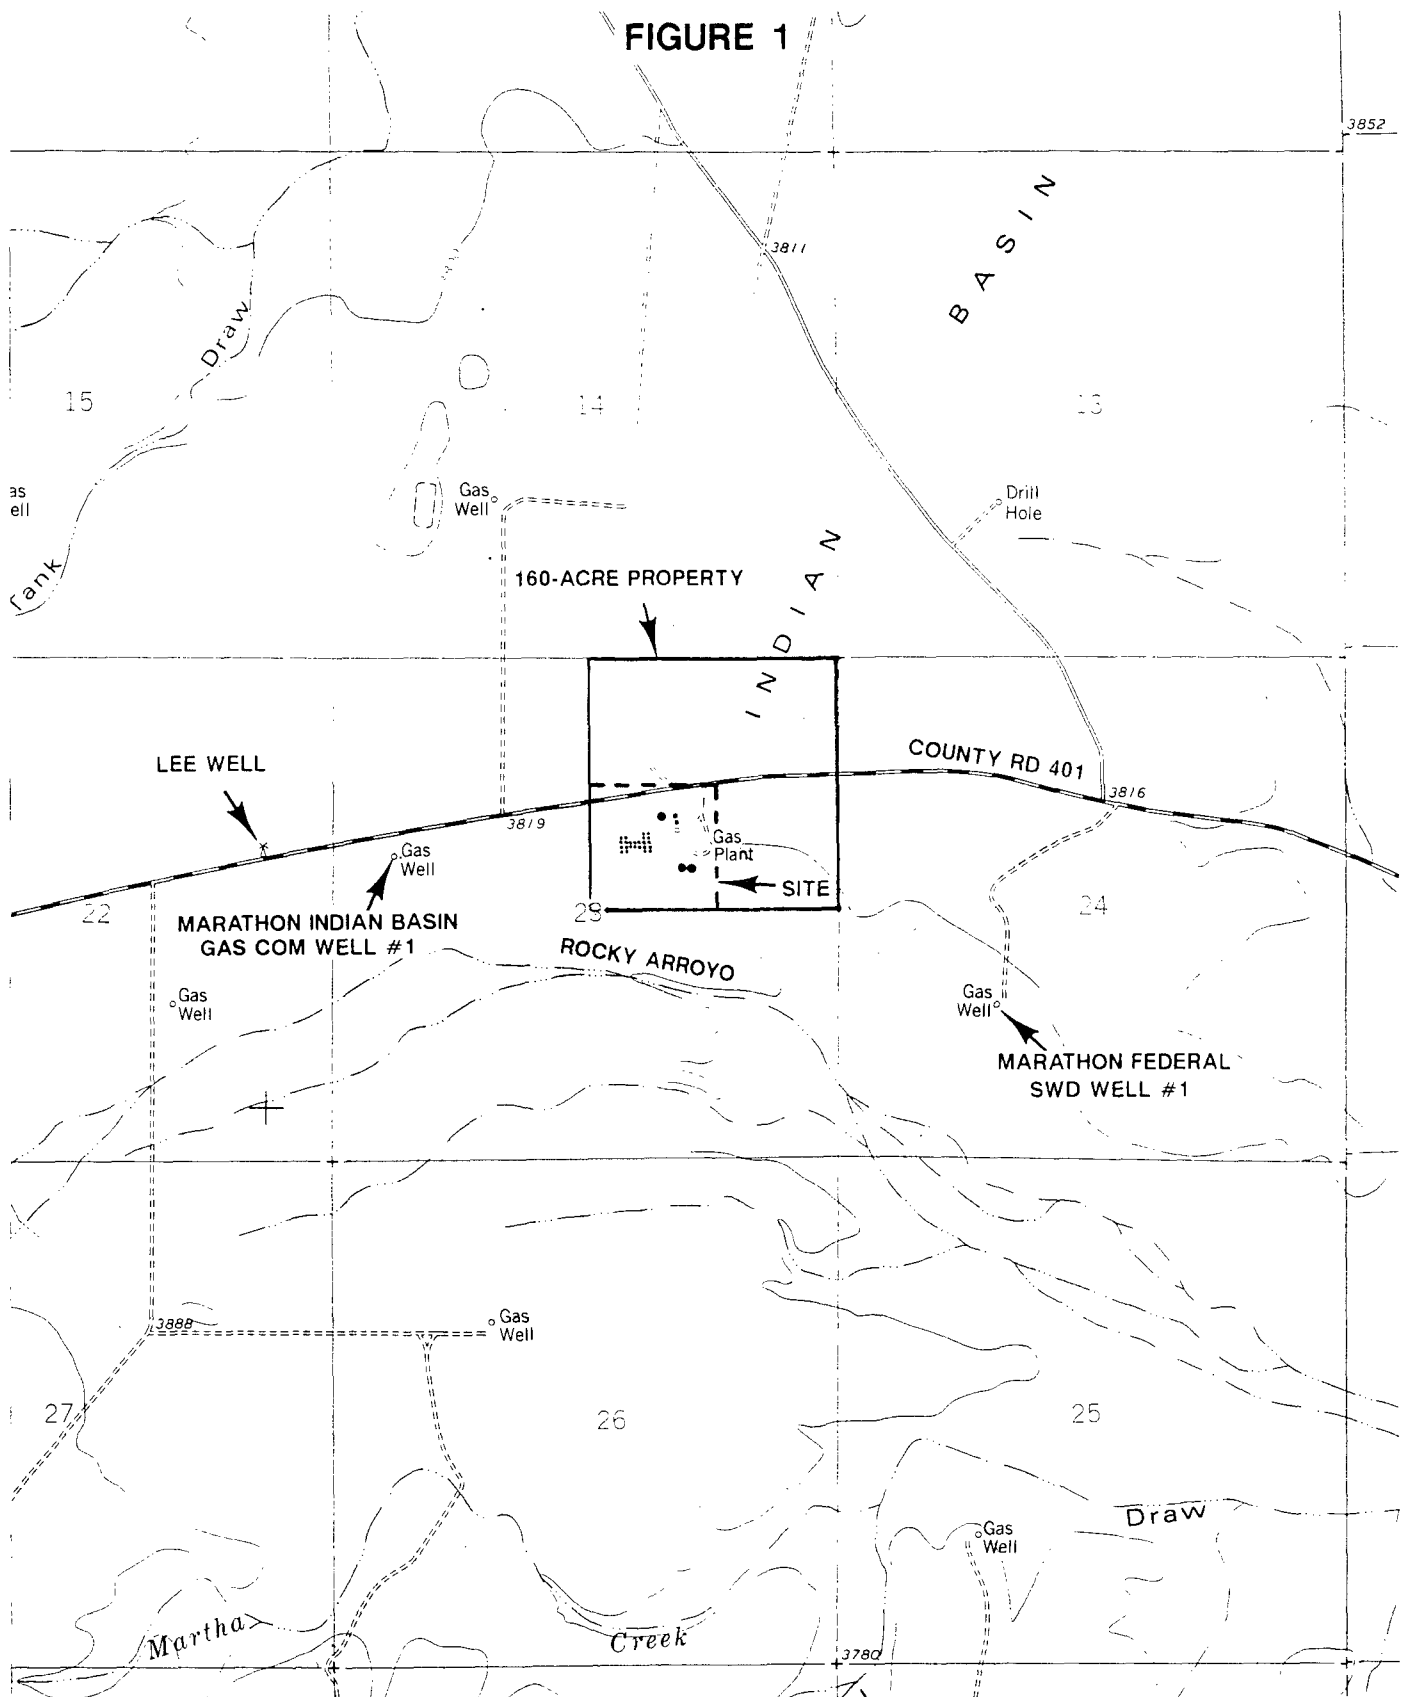 FIGURE 1
3852
BASIN
3811
Draw
15
14
13
Gas
Well
Drill
Hole
as
ell
Tank
INDIAN
160-ACRE PROPERTY
LEE WELL
COUNTY RD 401
3816
3819
Gas
Plant
Gas
Well
SITE
22
23
24
MARATHON INDIAN BASIN
GAS COM WELL #1
ROCKY ARROYO
Gas
Well
Gas
Well
MARATHON FEDERAL
SWD WELL #1
3888
Gas
Well
27
26
25
Draw
Gas
Well
Martha
Creek
3780